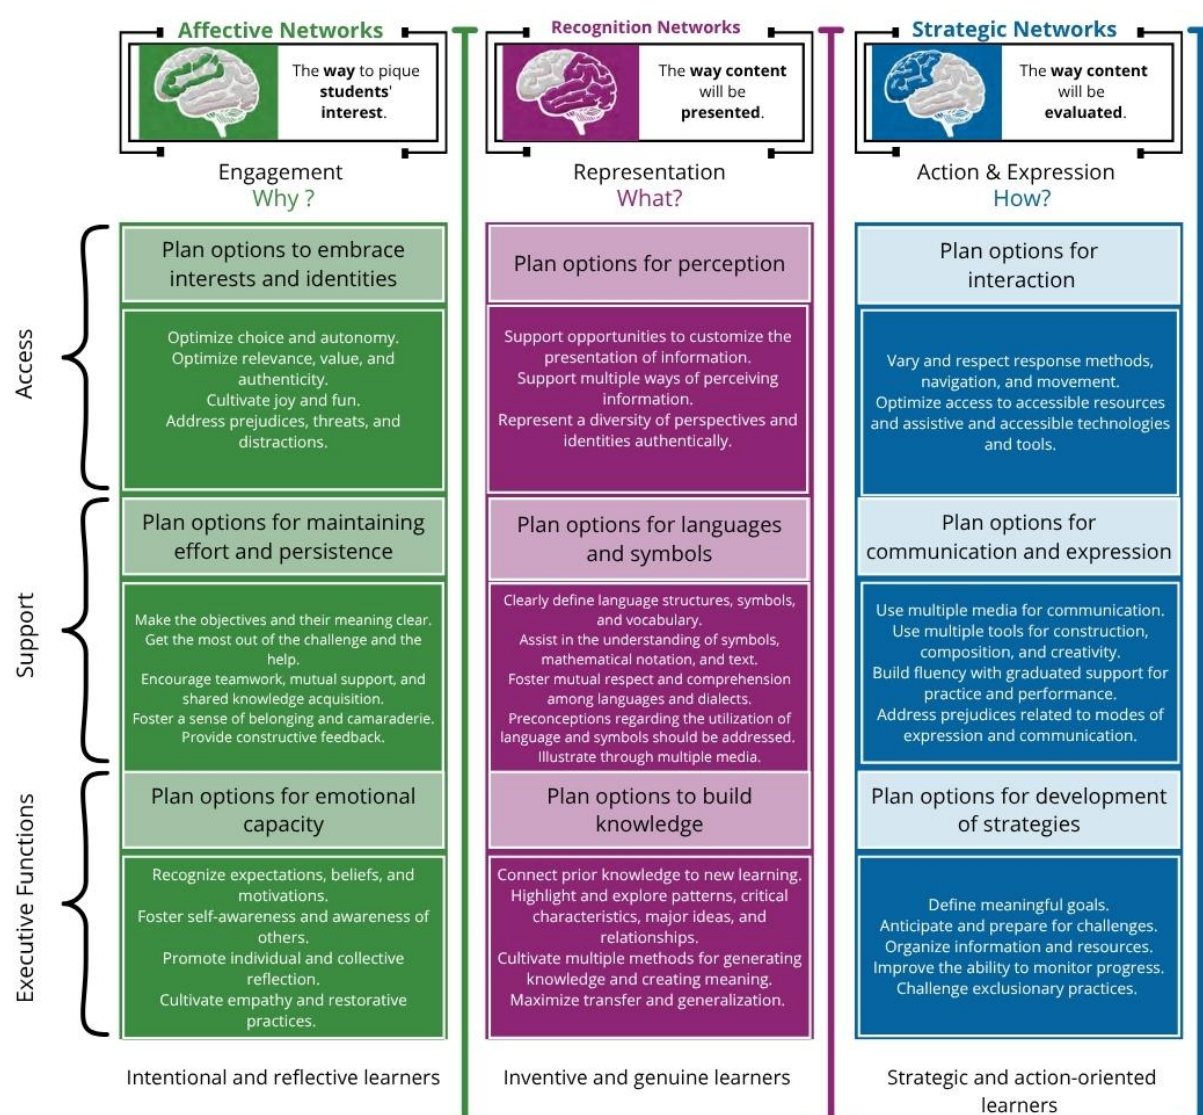 Affective Networks
The way to pique
students'
interest.
Engagement
Why ?
Recognition Networks
The way content
will be
presented.
Representation
What?
Strategic Networks
The way content
will be
evaluated.
Action & Expression
How?
Access
Plan options to embrace
interests and identities
Optimize choice and autonomy.
Optimize relevance, value, and
authenticity.
Cultivate joy and fun.
Address prejudices, threats, and
distractions.
Plan options for perception
Support opportunities to customize the
presentation of information.
Support multiple ways of perceiving
information.
Represent a diversity of perspectives and
identities authentically.
Plan options for
interaction
Vary and respect response methods,
navigation, and movement.
Optimize access to accessible resources
and assistive and accessible technologies
and tools.
Support
Plan options for maintaining
effort and persistence
Make the objectives and their meaning clear.
Get the most out of the challenge and the
help.
Encourage teamwork, mutual support, and
shared knowledge acquisition.
Foster a sense of belonging and camaraderie.
Provide constructive feedback.
Plan options for languages
and symbols
Clearly define language structures, symbols,
and vocabulary.
Assist in the understanding of symbols,
mathematical notation, and text.
Foster mutual respect and comprehension
among languages and dialects.
Preconceptions regarding the utilization of
language and symbols should be addressed.
Illustrate through multiple media.
Plan options for
communication and expression
Use multiple media for communication.
Use multiple tools for construction,
composition, and creativity.
Build fluency with graduated support for
practice and performance.
Address prejudices related to modes of
expression and communication.
Executive Functions
Plan options for emotional
capacity
Recognize expectations, beliefs, and
motivations.
Foster self-awareness and awareness of
others.
Promote individual and collective
reflection.
Cultivate empathy and restorative
practices.
Plan options to build
knowledge
Connect prior knowledge to new learning.
Highlight and explore patterns, critical
characteristics, major ideas, and
relationships.
Cultivate multiple methods for generating
knowledge and creating meaning.
Maximize transfer and generalization.
Plan options for development
of strategies
Define meaningful goals.
Anticipate and prepare for challenges.
Organize information and resources.
Improve the ability to monitor progress.
Challenge exclusionary practices.
Intentional and reflective learners
Inventive and genuine learners
Strategic and action-oriented
learners